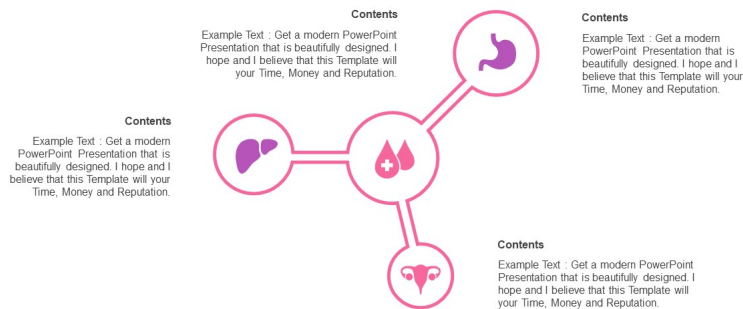 Contents
Example Text : Get a modern PowerPoint
Presentation that is beautifully designed. I
hope and I believe that this Template will
your Time, Money and Reputation.
Contents
Example Text : Get a modern
PowerPoint Presentation that is
beautifully designed. I hope and I
believe that this Template will your
Time, Money and Reputation.
Contents
Example Text : Get a modern
PowerPoint Presentation that is
beautifully designed. I hope and I
believe that this Template will your
Time, Money and Reputation.
Contents
Example Text : Get a modern PowerPoint
Presentation that is beautifully designed. I
hope and I believe that this Template will
your Time, Money and Reputation.